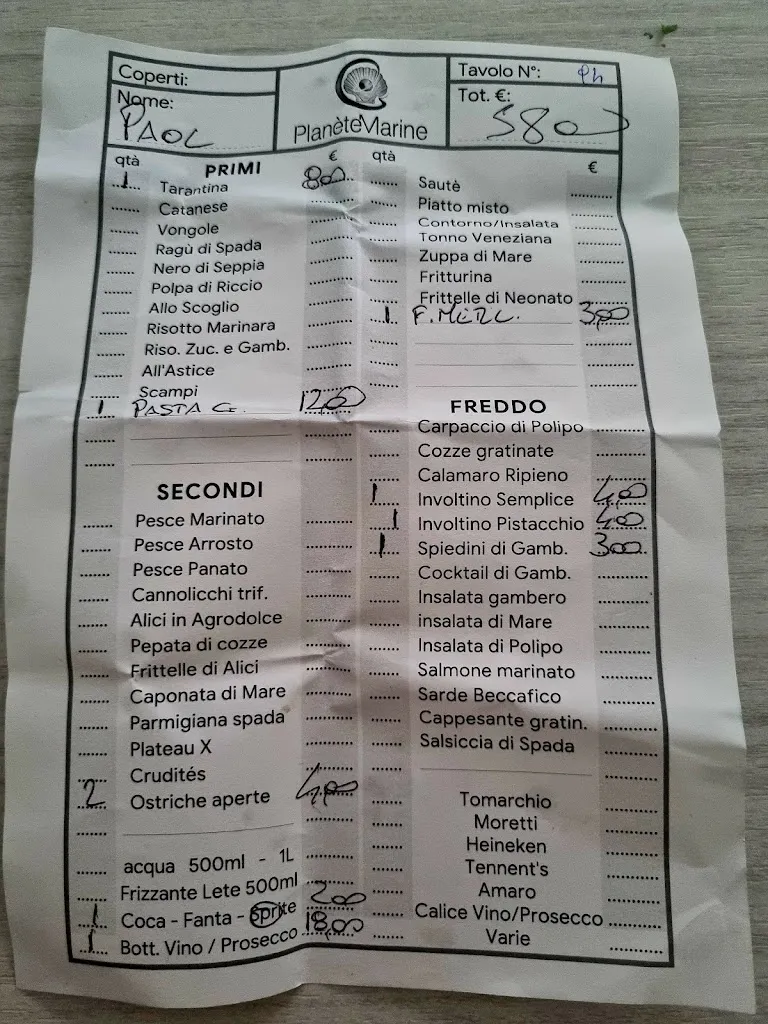 Coperti:
Nome:
PAOL
PlanèteMarine
Tavolo N°:
Tot. €:
580
qtà PRIMI €
1 Tarantina 8,00
Catanese
Vongole
Ragù di Spada
Nero di Seppia
Polpa di Riccio
Allo Scoglio
Risotto Marinara
Riso. Zuc. e Gamb.
All'Astice
Scampi
1 PASTA G. 12,00
SECONDI
Pesce Marinato
Pesce Arrosto
Pesce Panato
Cannolicchi trif.
Alici in Agrodolce
Pepata di cozze
Frittelle di Alici
Caponata di Mare
Parmigiana spada
Plateau X
Crudités
2 Ostriche aperte 4,00
acqua 500ml - 1L
Frizzante Lete 500ml
1 Coca - Fanta - Sprite 2,00
1 Bott. Vino / Prosecco 18,00
qtà €
Sautè
Piatto misto
Contorno/Insalata
Tonno Veneziana
Zuppa di Mare
Fritturina
Frittelle di Neonato
1 F. MERL. 3,00
FREDDO
Carpaccio di Polipo
Cozze gratinate
Calamaro Ripieno
1 Involtino Semplice 4,00
1 Involtino Pistacchio 4,00
1 Spiedini di Gamb. 3,00
Cocktail di Gamb.
Insalata gambero
insalata di Mare
Insalata di Polipo
Salmone marinato
Sarde Beccafico
Cappesante gratin.
Salsiccia di Spada
Tomarchio
Moretti
Heineken
Tennent's
Amaro
Calice Vino/Prosecco
Varie